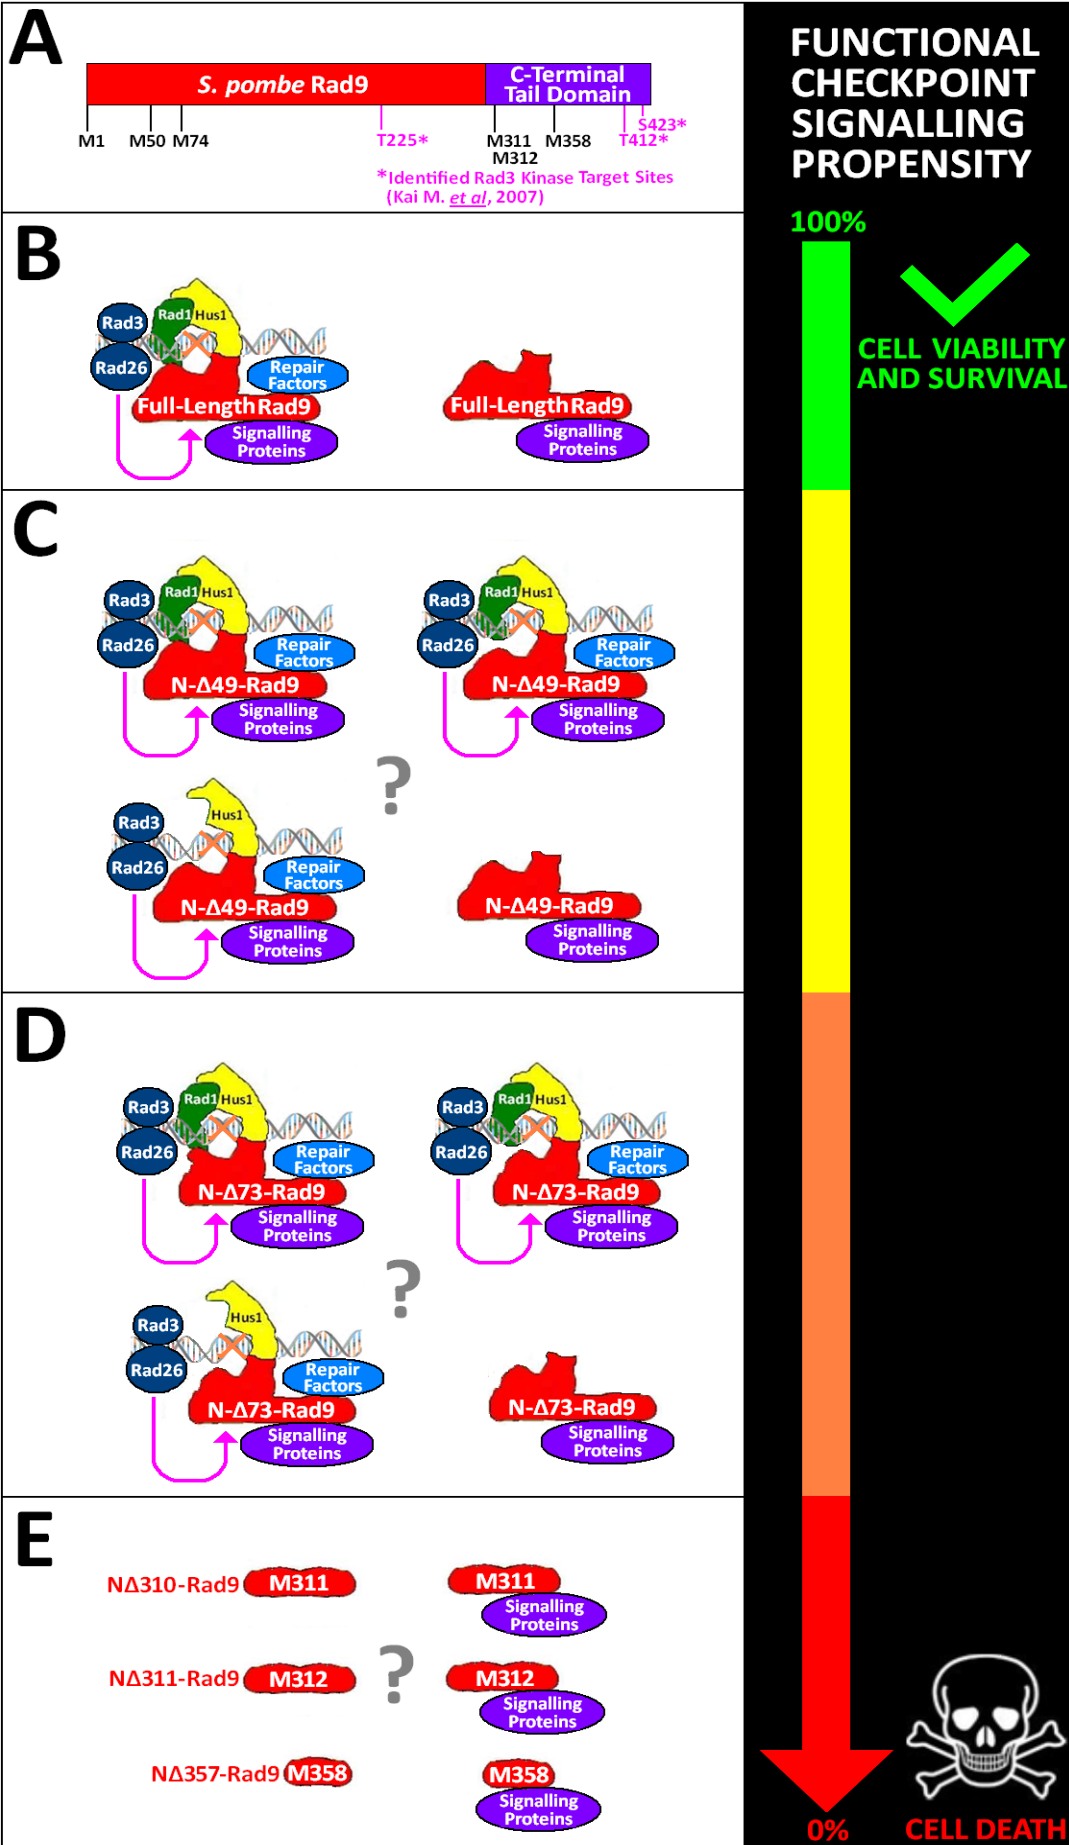 A
S. pombe Rad9
C-Terminal
Tail Domain
M1
M50
M74
T225*
M311
M312
M358
T412*
S423*
*Identified Rad3 Kinase Target Sites
(Kai M. et al, 2007)
FUNCTIONAL
CHECKPOINT
SIGNALLING
PROPENSITY
100%
CELL VIABILITY
AND SURVIVAL
B
Rad3
Rad26
Rad1
Hus1
Repair
Factors
Full-Length Rad9
Signalling
Proteins
Full-Length Rad9
Signalling
Proteins
C
Rad3
Rad26
Rad1
Hus1
Repair
Factors
N-Δ49-Rad9
Signalling
Proteins
Rad3
Rad26
Rad1
Hus1
Repair
Factors
N-Δ49-Rad9
Signalling
Proteins
?
Rad3
Rad26
Hus1
Repair
Factors
N-Δ49-Rad9
Signalling
Proteins
N-Δ49-Rad9
Signalling
Proteins
D
Rad3
Rad26
Rad1
Hus1
Repair
Factors
N-Δ73-Rad9
Signalling
Proteins
Rad3
Rad26
Rad1
Hus1
Repair
Factors
N-Δ73-Rad9
Signalling
Proteins
?
Rad3
Rad26
Hus1
Repair
Factors
N-Δ73-Rad9
Signalling
Proteins
N-Δ73-Rad9
Signalling
Proteins
E
NΔ310-Rad9
M311
M311
Signalling
Proteins
NΔ311-Rad9
M312
?
M312
Signalling
Proteins
NΔ357-Rad9
M358
M358
Signalling
Proteins
0%
CELL DEATH